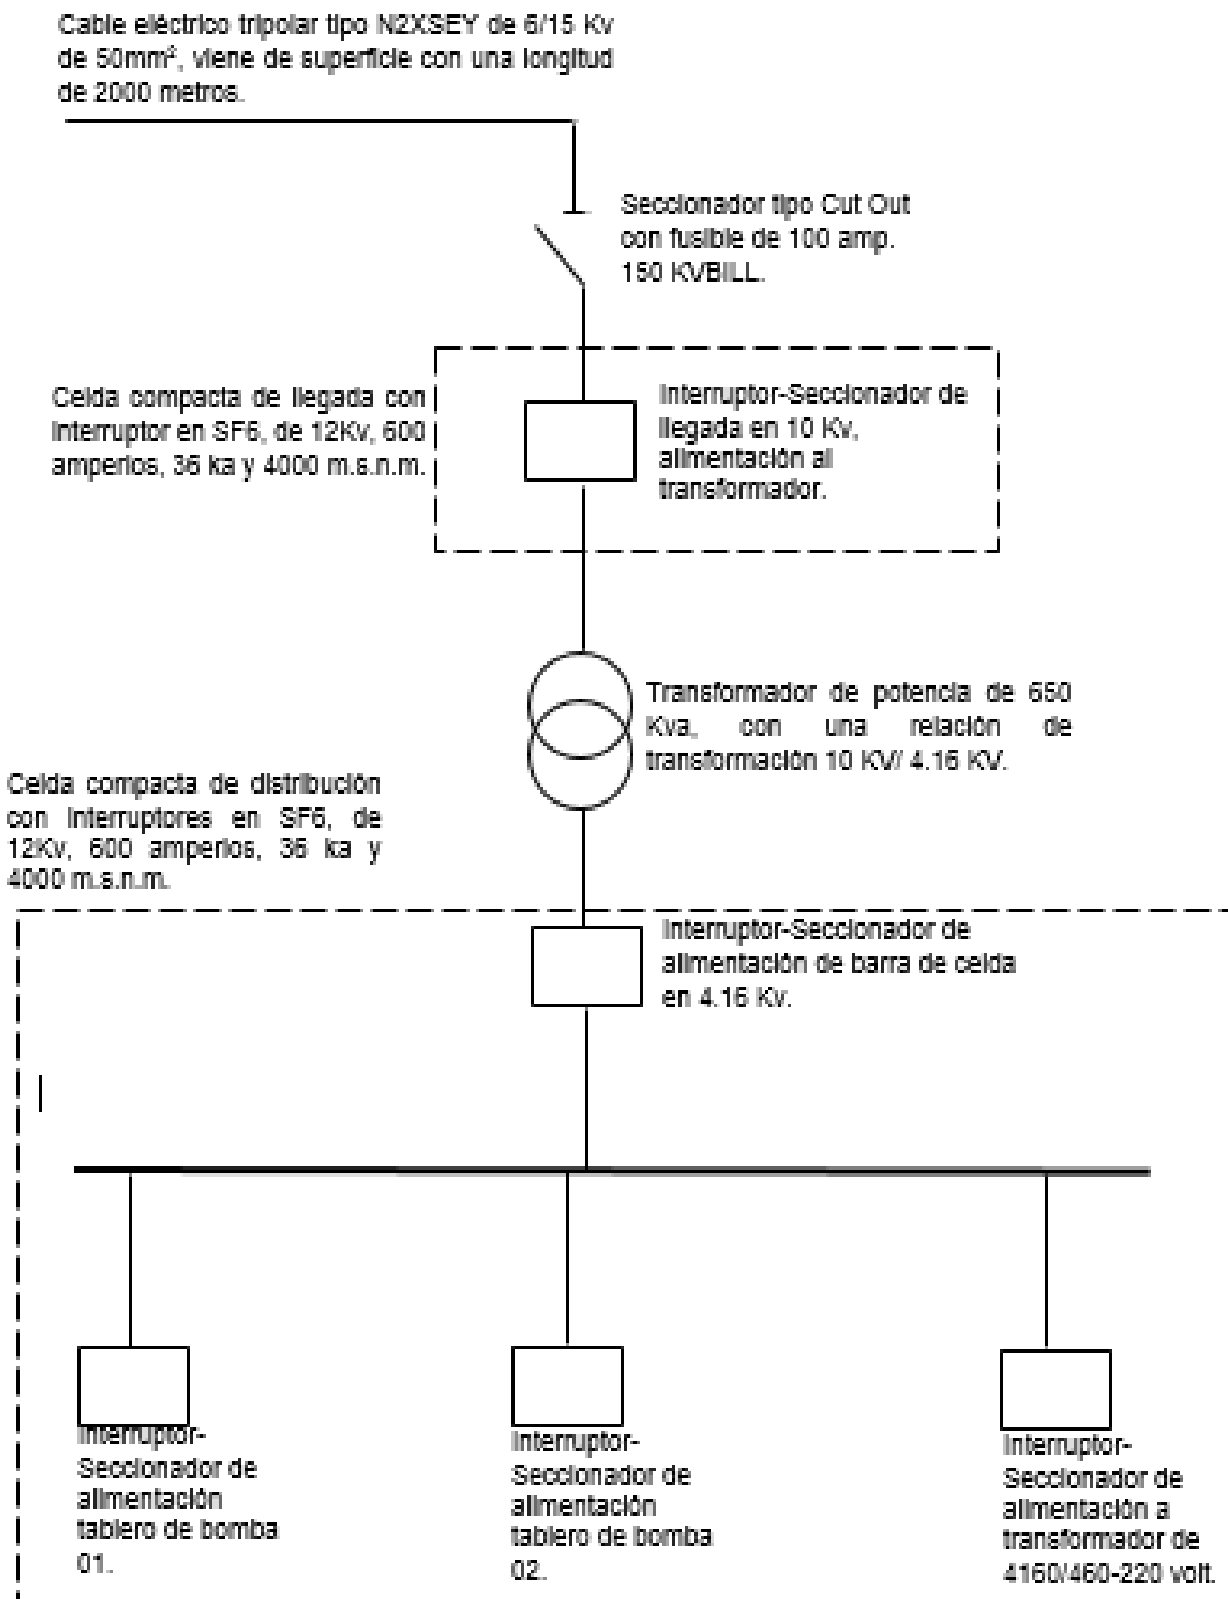 Cable eléctrico tripolar tipo N2XSEY de 6/15 Kv
de 50mm², viene de superficie con una longitud
de 2000 metros.
Seccionador tipo Cut Out
con fusible de 100 amp.
150 KVBILL.
Celda compacta de llegada con
interruptor en SF6, de 12Kv, 600
amperios, 36 ka y 4000 m.s.n.m.
Interruptor-Seccionador de
llegada en 10 Kv,
alimentación al
transformador.
Transformador de potencia de 650
Kva, con una relación de
transformación 10 KV/ 4.16 KV.
Celda compacta de distribución
con interruptores en SF6, de
12Kv, 600 amperios, 36 ka y
4000 m.s.n.m.
Interruptor-Seccionador de
alimentación de barra de celda
en 4.16 Kv.
Interruptor-
Seccionador de
alimentación
tablero de bomba
01.
Interruptor-
Seccionador de
alimentación
tablero de bomba
02.
Interruptor-
Seccionador de
alimentación a
transformador de
4160/460-220 volt.